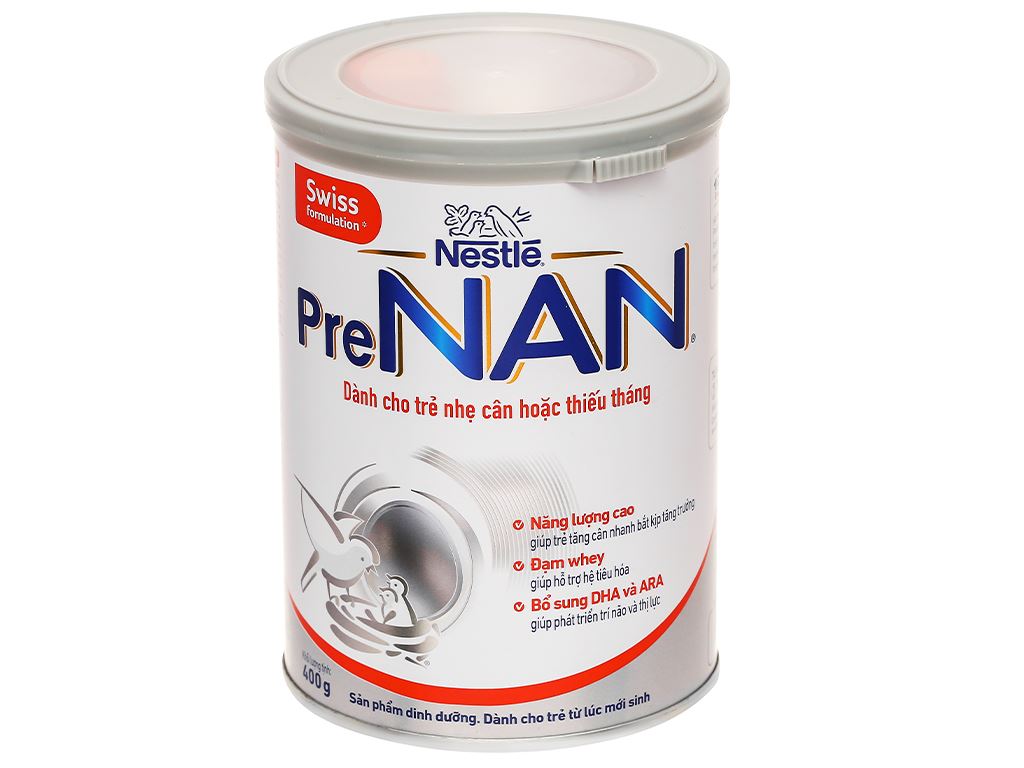 Swiss
formulation*
Nestlé®
PreNAN®
Dành cho trẻ nhẹ cân hoặc thiếu tháng
Năng lượng cao
giúp trẻ tăng cân nhanh bắt kịp tăng trưởng
Đạm whey
giúp hỗ trợ hệ tiêu hóa
Bổ sung DHA và ARA
giúp phát triển trí não và thị lực
Khối lượng tịnh:
400 g
Sản phẩm dinh dưỡng. Dành cho trẻ từ lúc mới sinh